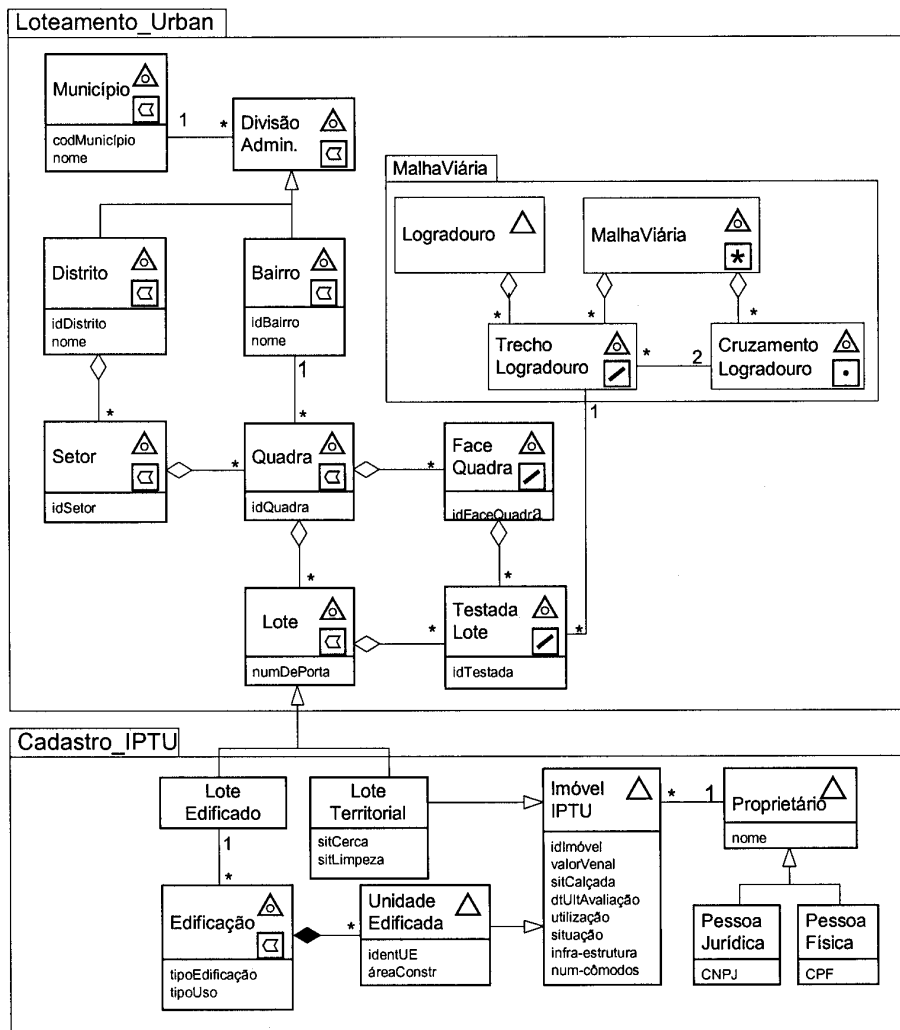 Loteamento_Urban
Município
codMunicípio
nome
1
*
Divisão
Admin.
MalhaViária
Logradouro
MalhaViária
*
Distrito
idDistrito
nome
Bairro
idBairro
nome
*
*
*
Trecho
Logradouro
*
2
Cruzamento
Logradouro
1
1
*
*
Setor
idSetor
*
Quadra
idQuadra
*
Face
Quadra
idFaceQuadra
*
*
Lote
numDePorta
*
Testada
Lote
idTestada
*
Cadastro_IPTU
Lote
Edificado
Lote
Territorial
sitCerca
sitLimpeza
Imóvel
IPTU
idImóvel
valorVenal
sitCalçada
dtUltAvaliação
utilização
situação
infra-estrutura
num-cômodos
*
1
Proprietário
nome
1
*
Edificação
tipoEdificação
tipoUso
*
Unidade
Edificada
identUE
áreaConstr
Pessoa
Jurídica
CNPJ
Pessoa
Física
CPF